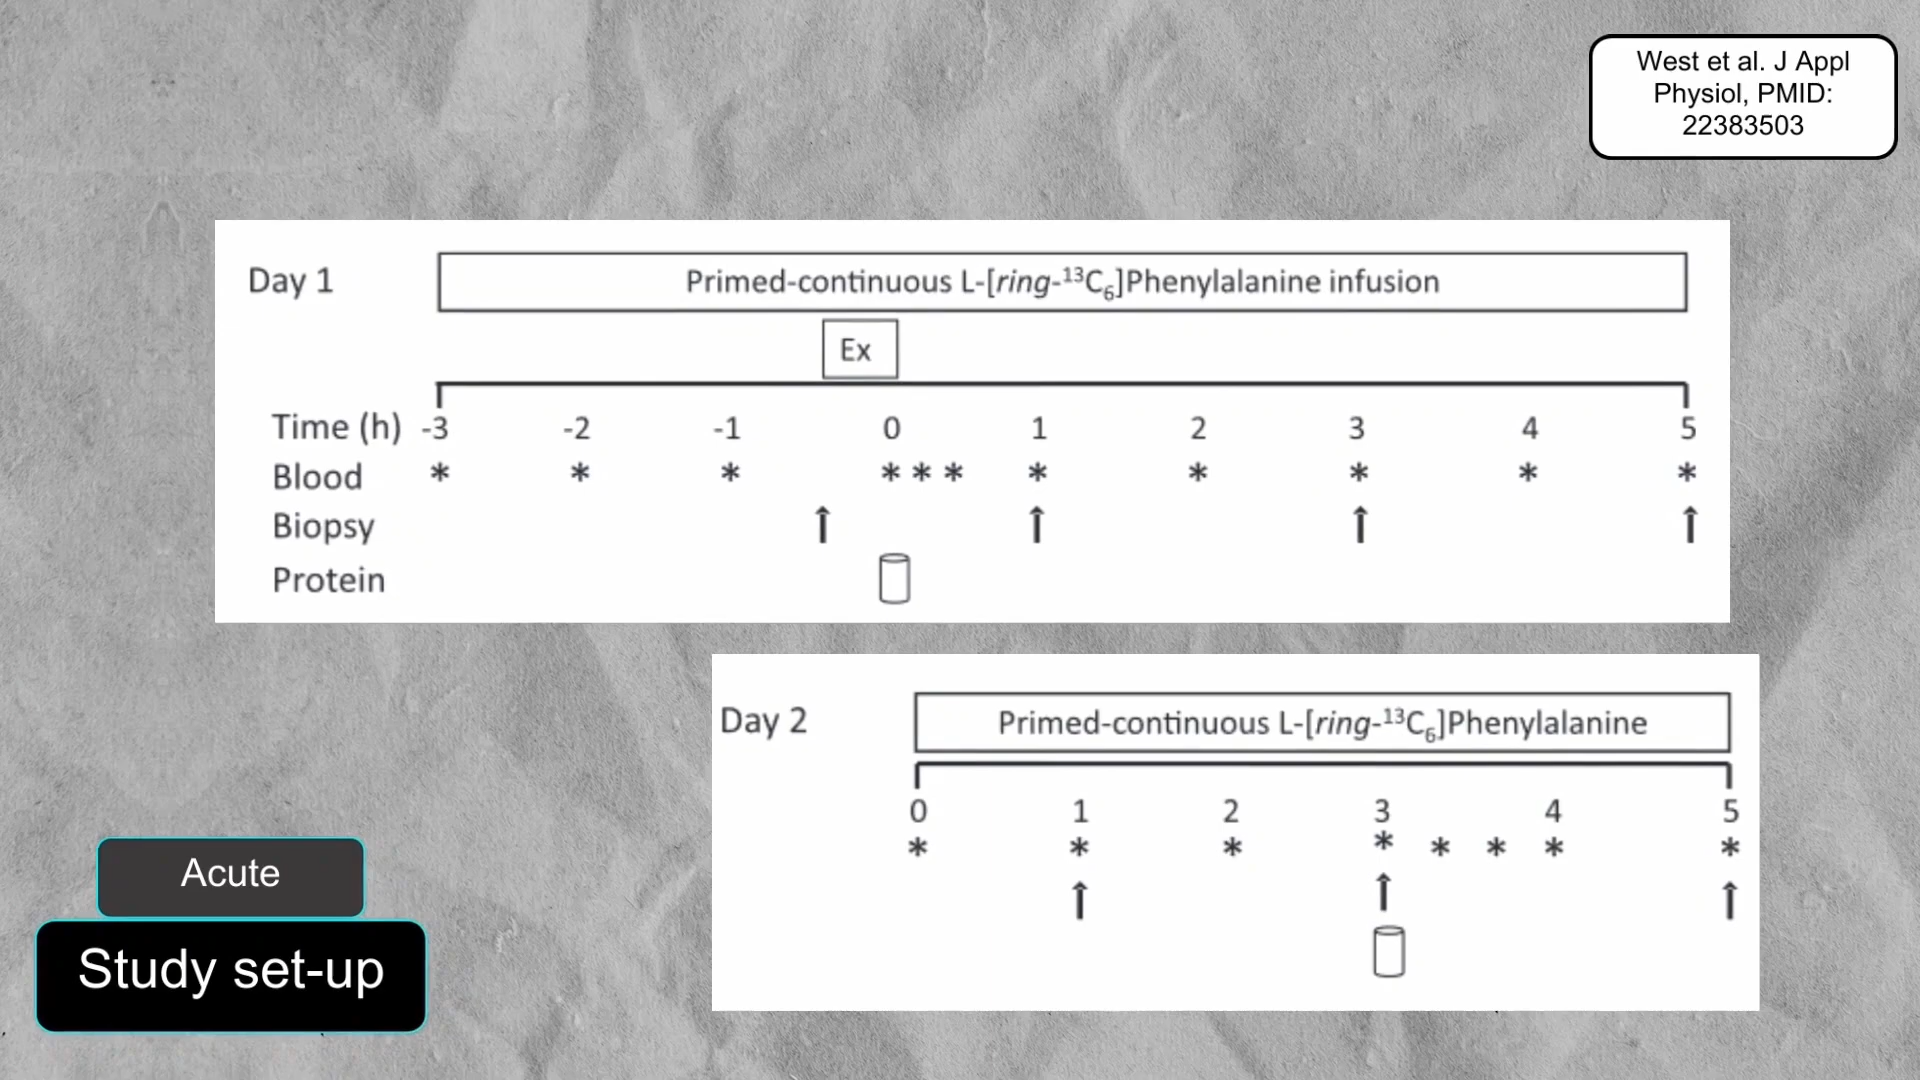 West et al. J Appl
Physiol, PMID:
22383503
Day 1
Primed-continuous L-[ring-¹³C₆]Phenylalanine infusion
Ex
Time (h) -3 -2 -1 0 1 2 3 4 5
Blood * * * * * * * * * * *
Biopsy ↑ ↑ ↑ ↑
Protein
Day 2
Primed-continuous L-[ring-¹³C₆]Phenylalanine
0 1 2 3 4 5
* * * * * * * *
↑ ↑ ↑
Acute
Study set-up